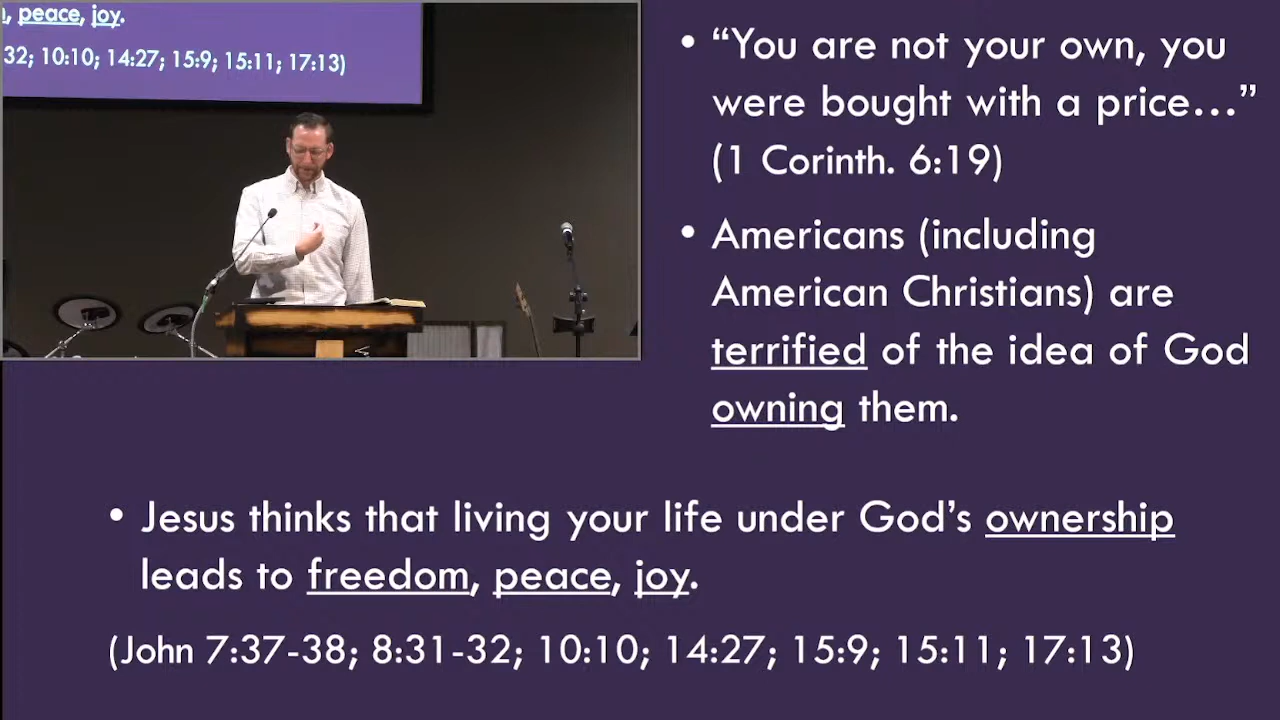 , peace, joy.
32; 10:10; 14:27; 15:9; 15:11; 17:13)
• “You are not your own, you
were bought with a price…”
(1 Corinth. 6:19)
• Americans (including
American Christians) are
terrified of the idea of God
owning them.
• Jesus thinks that living your life under God’s ownership
leads to freedom, peace, joy.
(John 7:37-38; 8:31-32; 10:10; 14:27; 15:9; 15:11; 17:13)